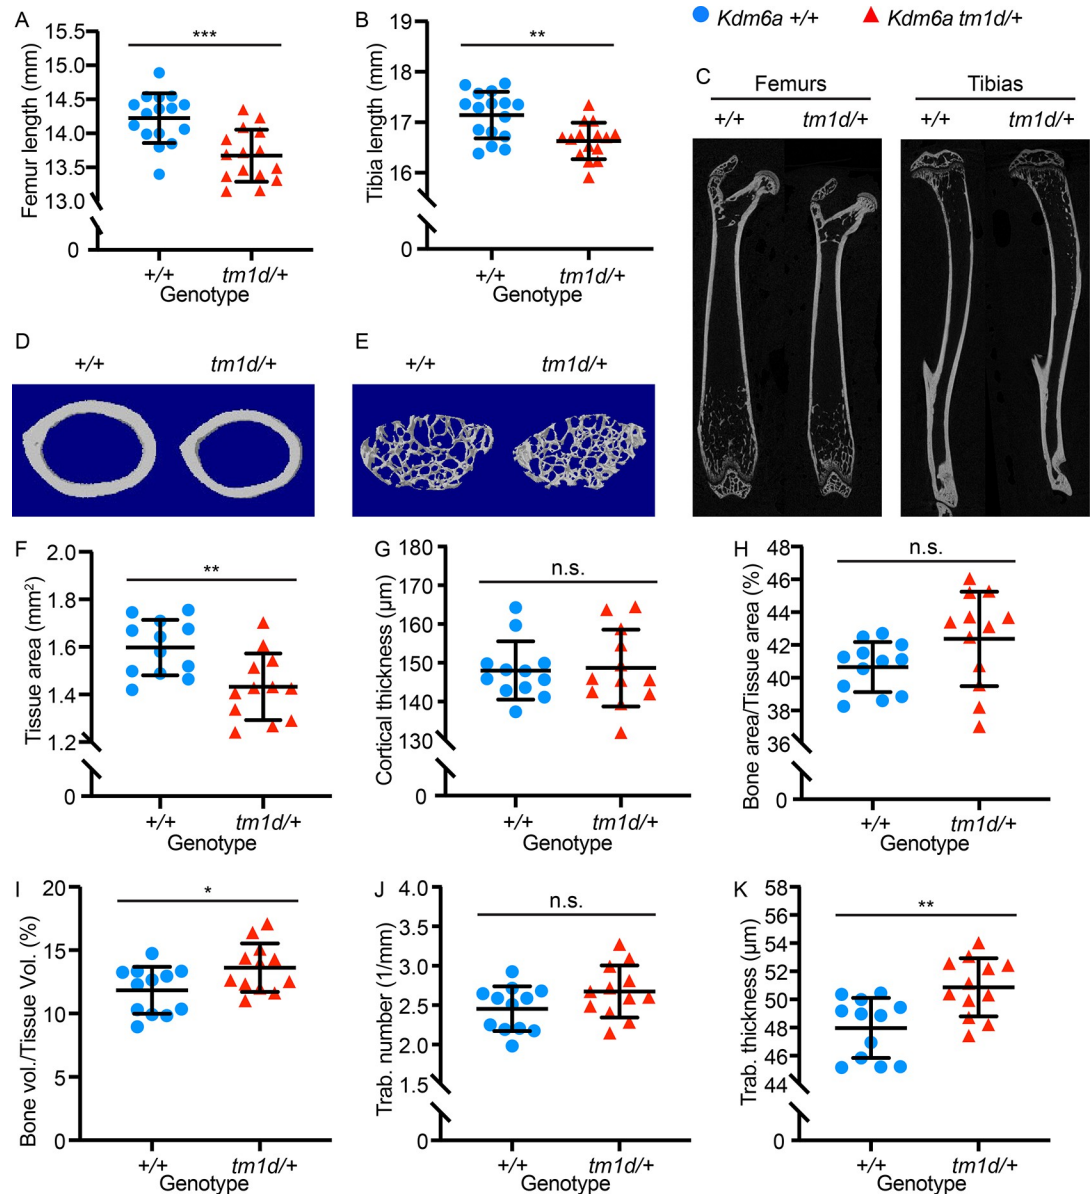 A
Femur length (mm)
15.5
15.0
14.5
14.0
13.5
13.0
0
***
+/+
tm1d/+
Genotype
B
Tibia length (mm)
19
18
17
16
0
**
+/+
tm1d/+
Genotype
Kdm6a +/+
Kdm6a tm1d/+
C
Femurs
Tibias
+/+
tm1d/+
+/+
tm1d/+
D
+/+
tm1d/+
E
+/+
tm1d/+
F
Tissue area (mm²)
2.0
1.8
1.6
1.4
1.2
0
**
+/+
tm1d/+
Genotype
G
Cortical thickness (µm)
180
170
160
150
140
130
0
n.s.
+/+
tm1d/+
Genotype
H
Bone area/Tissue area (%)
48
46
44
42
40
38
36
0
n.s.
+/+
tm1d/+
Genotype
I
Bone vol./Tissue Vol. (%)
20
15
10
5
0
*
+/+
tm1d/+
Genotype
J
Trab. number (1/mm)
4.0
3.5
3.0
2.5
2.0
1.5
0
n.s.
+/+
tm1d/+
Genotype
K
Trab. thickness (µm)
58
56
54
52
50
48
46
44
0
**
+/+
tm1d/+
Genotype